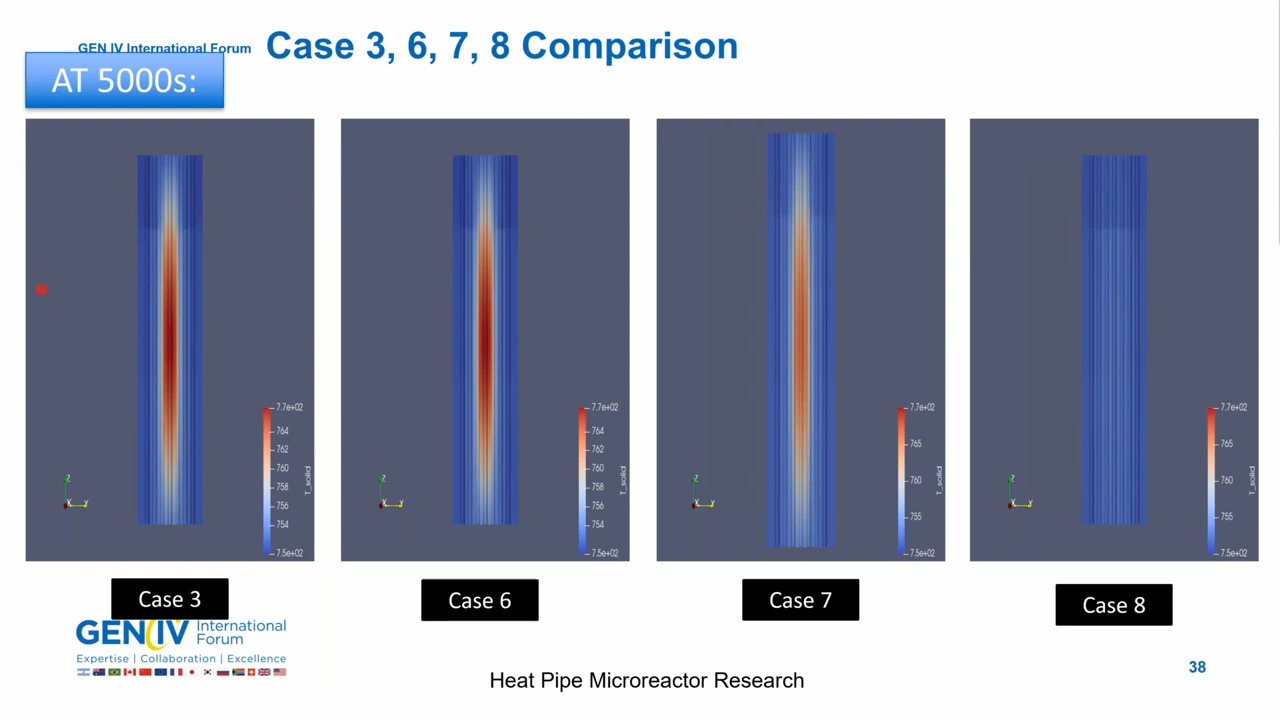 GEN IV International Forum
Case 3, 6, 7, 8 Comparison
AT 5000s:
7.7e+02
764
762
760
758
756
754
7.5e+02
T_solid
Z
X
Y
7.7e+02
764
762
760
758
756
754
7.5e+02
T_solid
Z
X
Y
7.7e+02
765
760
755
7.5e+02
T_solid
Z
X
Y
7.7e+02
765
760
755
7.5e+02
T_solid
Z
X
Y
Case 3
Case 6
Case 7
Case 8
GEN IV International
Forum
Expertise | Collaboration | Excellence
Heat Pipe Microreactor Research
38